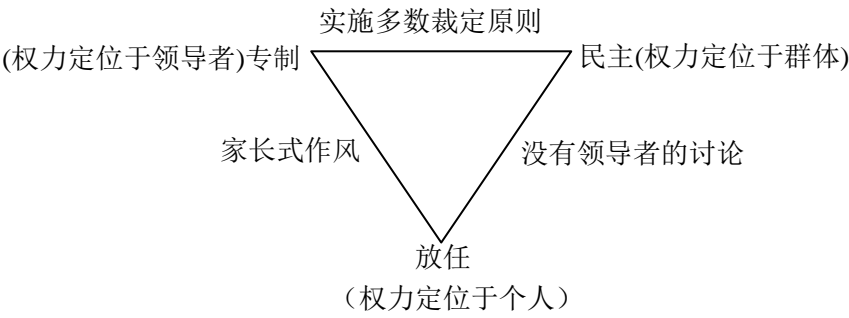 实施多数裁定原则
(权力定位于领导者)专制
民主(权力定位于群体)
家长式作风
没有领导者的讨论
放任
（权力定位于个人）